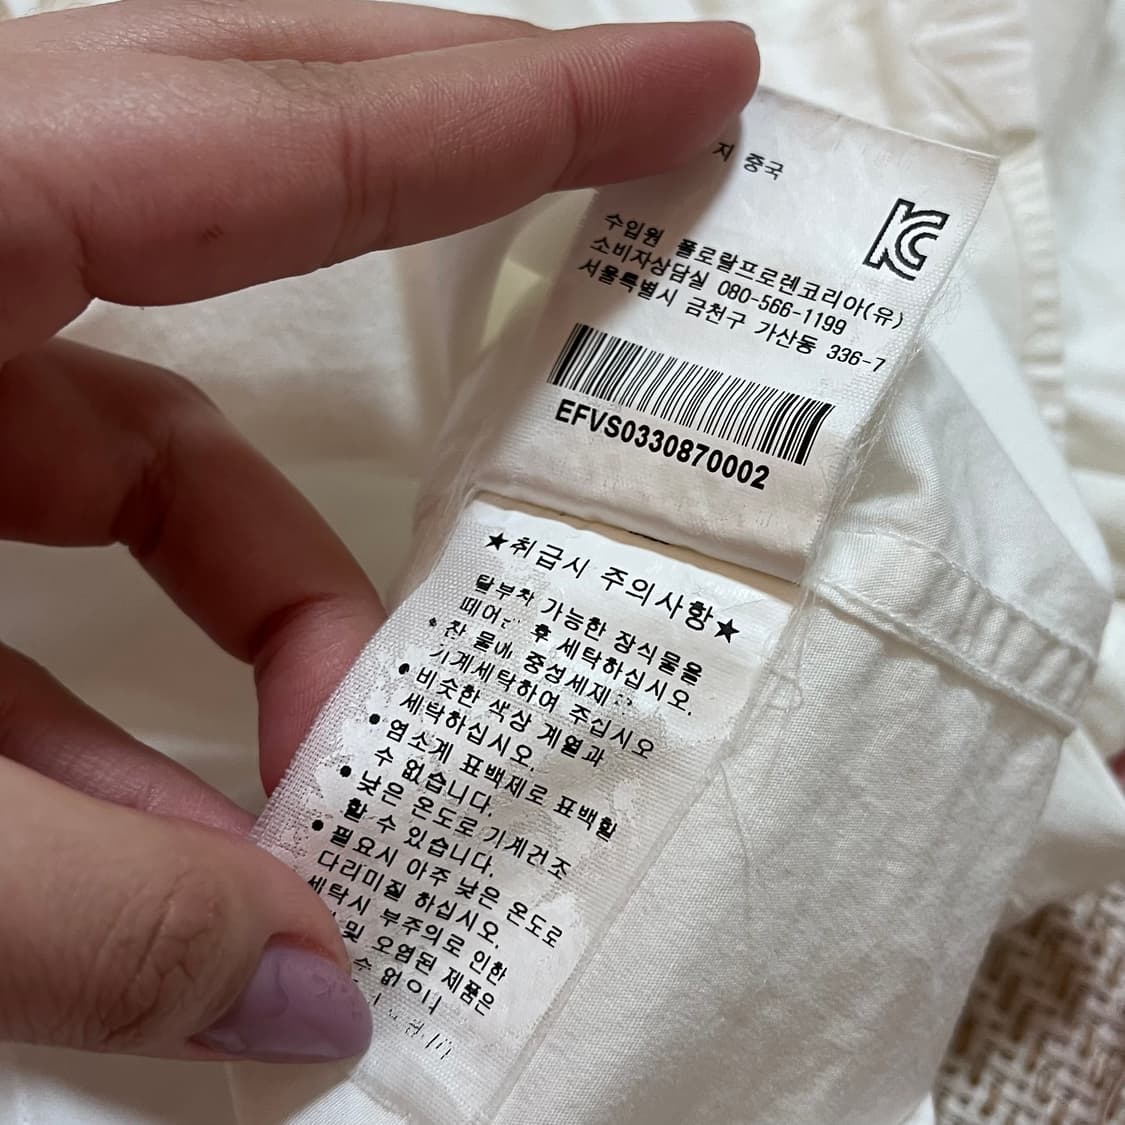 지 중국
KC
수입원 폴로랄프로렌코리아(유)
소비자상담실 080-566-1199
서울특별시 금천구 가산동 336-7
EFVS0330870002
★취급시 주의사항★
탈부착 가능한 장식물을
후 세탁하십시오.
찬 물에 중성세제
기계세탁하여 주십시오
● 비슷한 색상 계열과
세탁하십시오.
● 염소계 표백제로 표백할
수 없습니다.
● 낮은 온도로 기계건조
할 수 있습니다.
● 필요시 아주 낮은 온도로
다리미질 하십시오.
세탁시 부주의로 인한
및 오염된 제품은
수 없